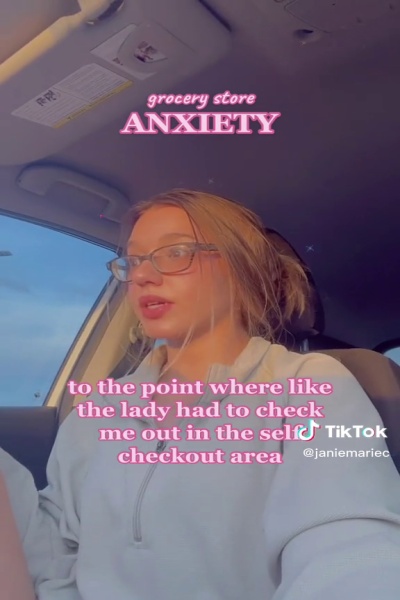 grocery store
ANXIETY
to the point where like
the lady had to check
me out in the self
checkout area
TikTok
@janiemariec